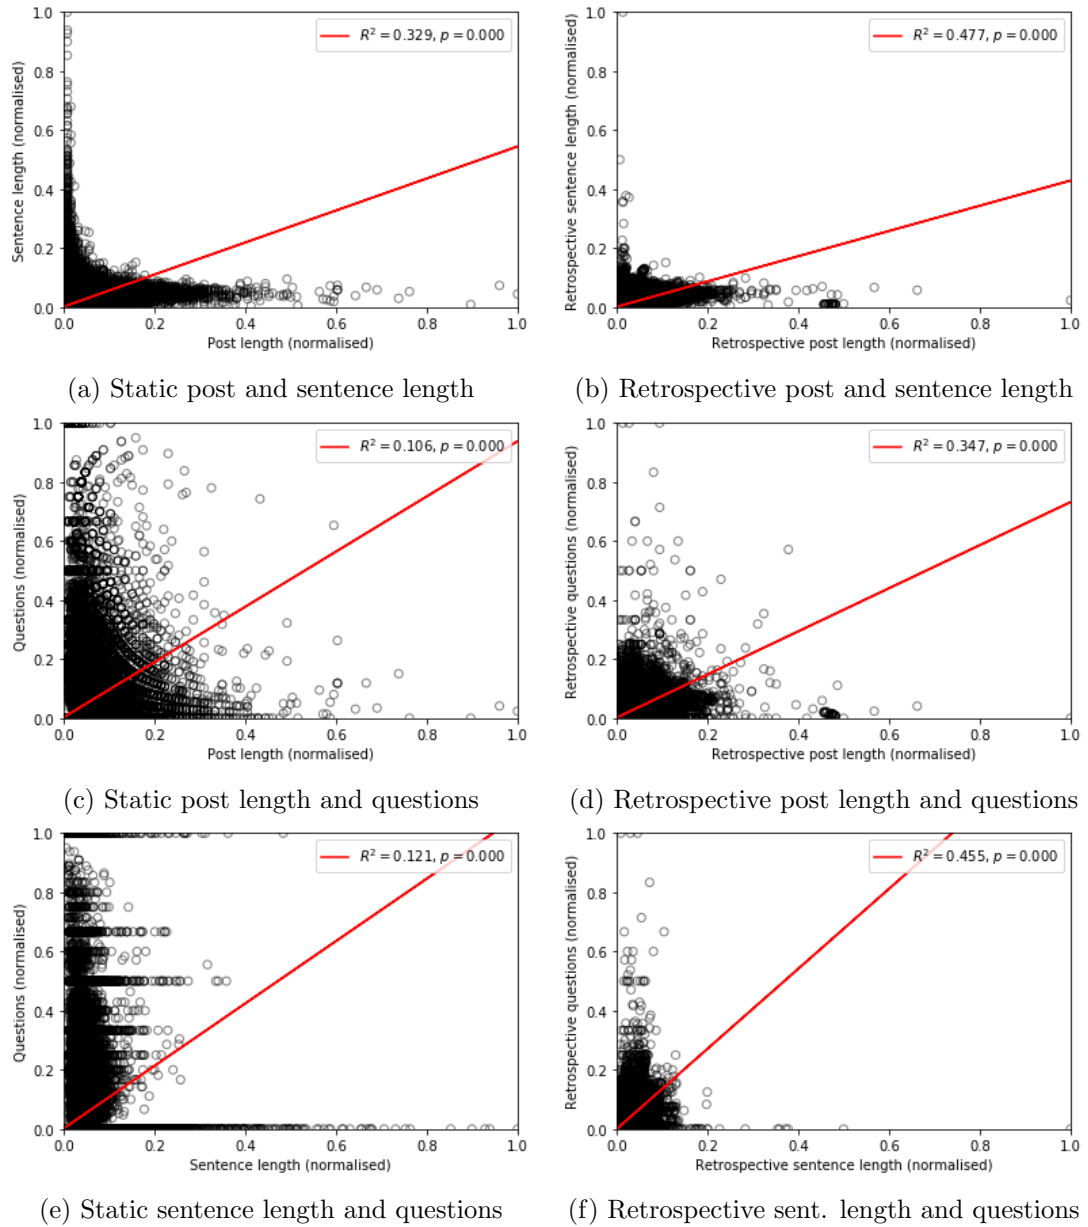 1.0
0.8
0.6
0.4
0.2
0.0
Sentence length (normalised)
R² = 0.329, p = 0.000
0.0 0.2 0.4 0.6 0.8 1.0
Post length (normalised)
(a) Static post and sentence length
1.0
0.8
0.6
0.4
0.2
0.0
Retrospective sentence length (normalised)
R² = 0.477, p = 0.000
0.0 0.2 0.4 0.6 0.8 1.0
Retrospective post length (normalised)
(b) Retrospective post and sentence length
1.0
0.8
0.6
0.4
0.2
0.0
Questions (normalised)
R² = 0.106, p = 0.000
0.0 0.2 0.4 0.6 0.8 1.0
Post length (normalised)
(c) Static post length and questions
1.0
0.8
0.6
0.4
0.2
0.0
Retrospective questions (normalised)
R² = 0.347, p = 0.000
0.0 0.2 0.4 0.6 0.8 1.0
Retrospective post length (normalised)
(d) Retrospective post length and questions
1.0
0.8
0.6
0.4
0.2
0.0
Questions (normalised)
R² = 0.121, p = 0.000
0.0 0.2 0.4 0.6 0.8 1.0
Sentence length (normalised)
(e) Static sentence length and questions
1.0
0.8
0.6
0.4
0.2
0.0
Retrospective questions (normalised)
R² = 0.455, p = 0.000
0.0 0.2 0.4 0.6 0.8 1.0
Retrospective sentence length (normalised)
(f) Retrospective sent. length and questions